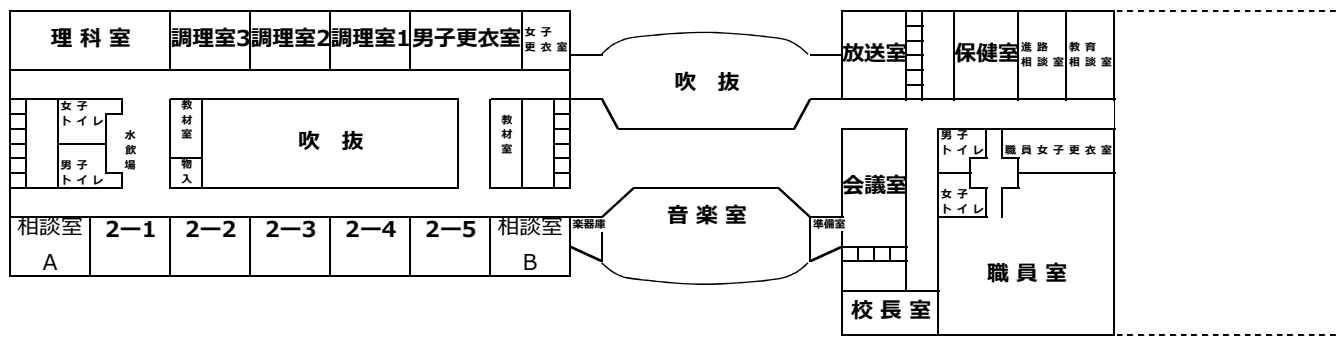 理科室
調理室3
調理室2
調理室1
男子更衣室
女子
更衣室
吹 抜
放送室
保健室
進路
相談室
教育
相談室
女子
トイレ
男子
トイレ
水飲場
教材室
物入
吹 抜
教材室
会議室
男子
トイレ
職員女子更衣室
女子
トイレ
相談室
A
2ー1
2ー2
2ー3
2ー4
2ー5
相談室
B
楽器庫
音楽室
準備室
職員室
校長室